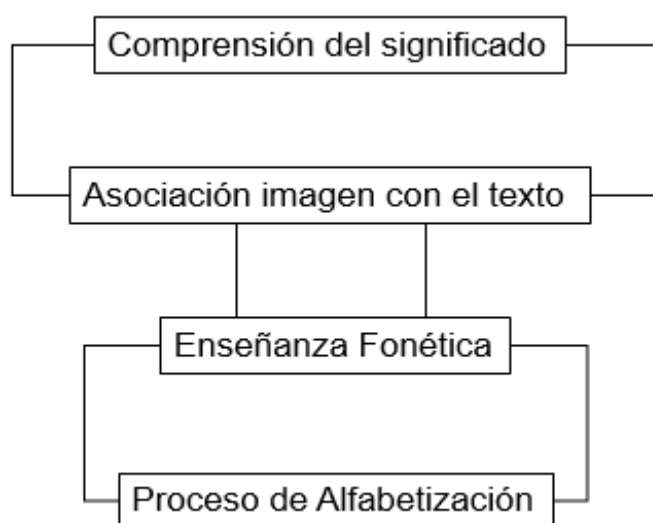 Comprensión del significado
Asociación imagen con el texto
Enseñanza Fonética
Proceso de Alfabetización